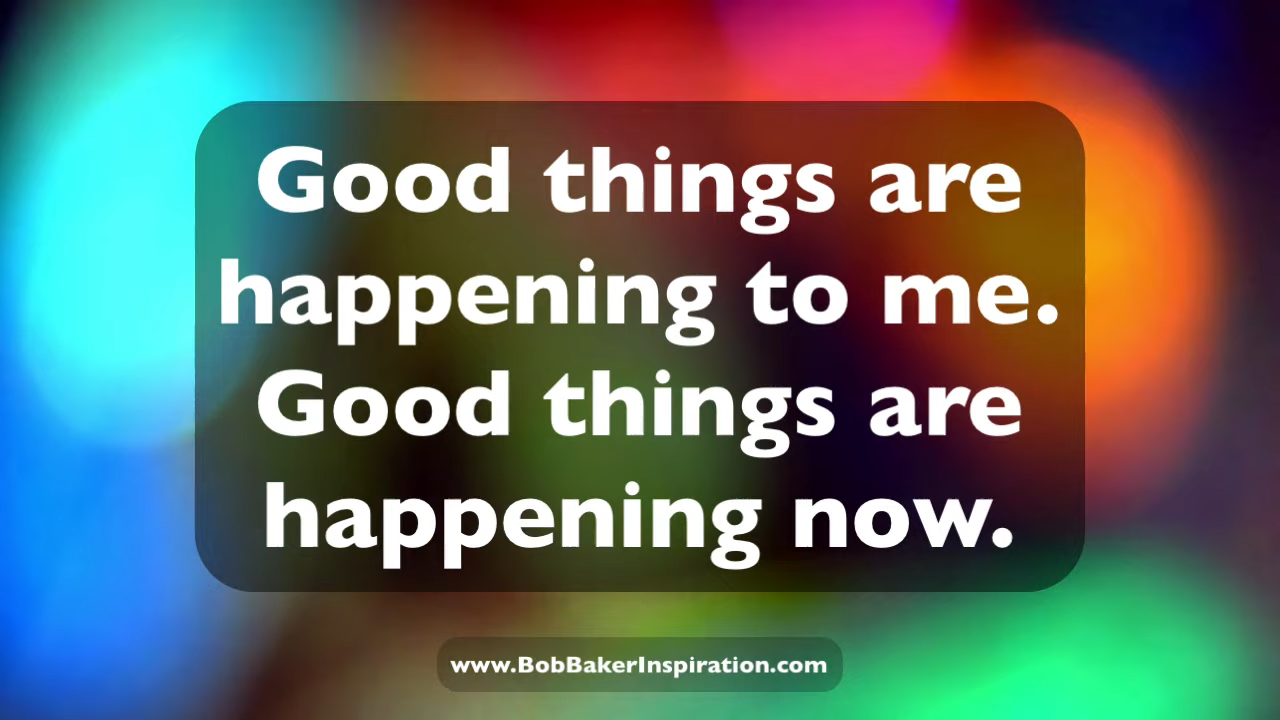 Good things are
happening to me.
Good things are
happening now.
www.BobBakerInspiration.com